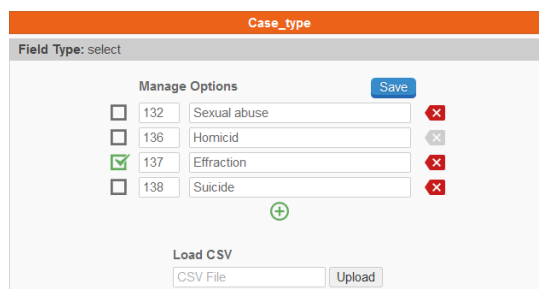 Case_type
Field Type: select
Manage Options Save
132 Sexual abuse
136 Homicid
137 Effraction
138 Suicide
Load CSV
CSV File Upload